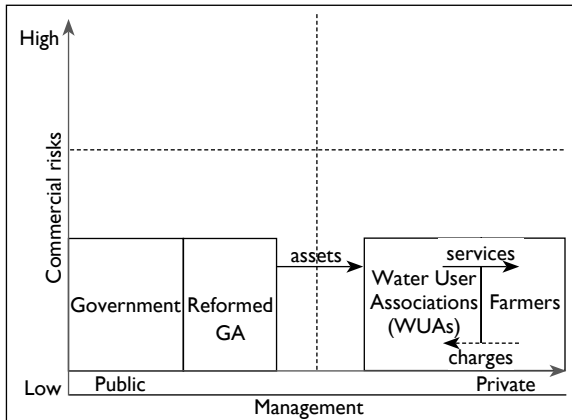 High
Commercial risks
assets
services
Government
Reformed
GA
Water User
Associations
(WUAs)
Farmers
charges
Low
Public
Private
Management